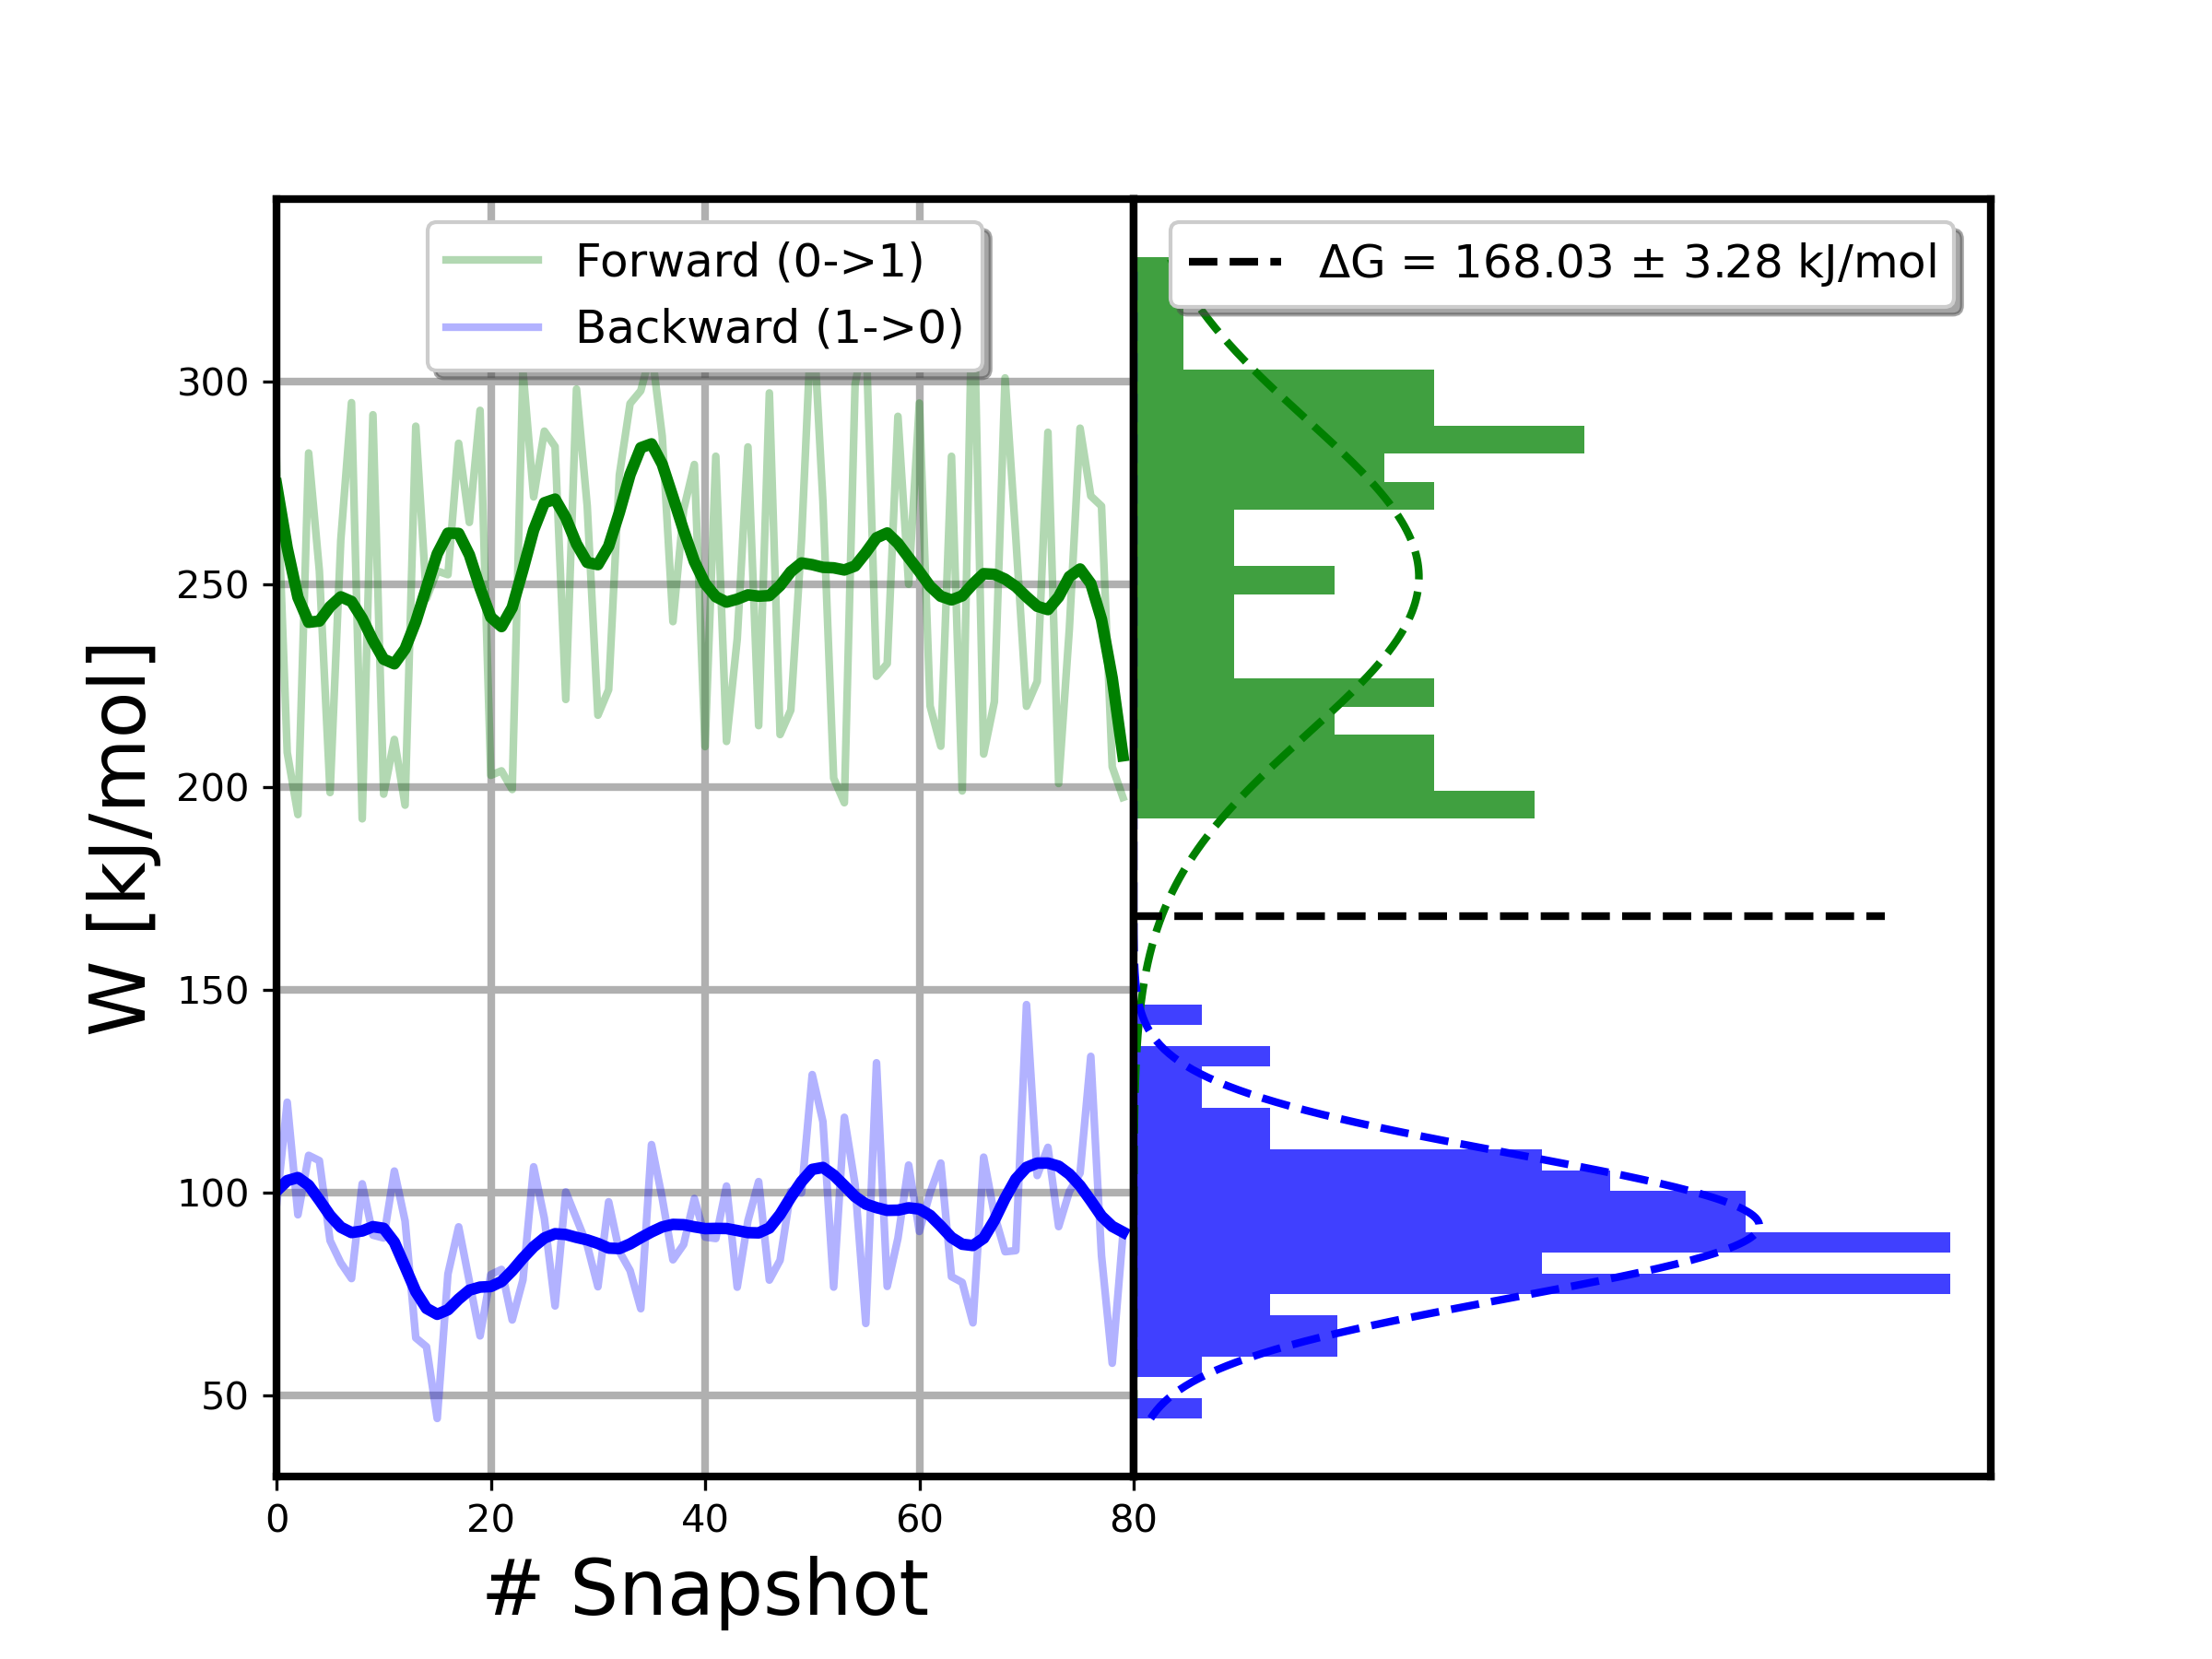 Forward (0->1)
Backward (1->0)
ΔG = 168.03 ± 3.28 kJ/mol
300
250
200
150
100
50
W [kJ/mol]
0 20 40 60 80
# Snapshot